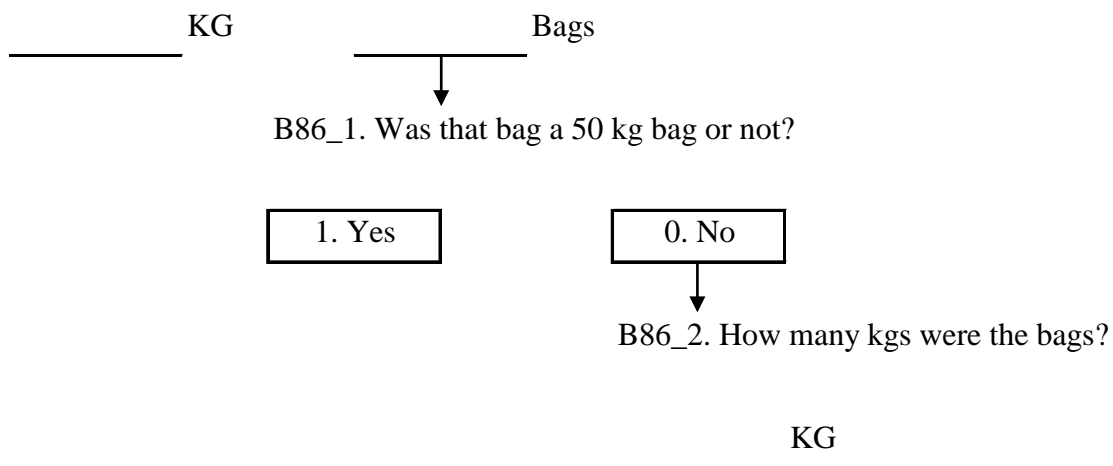 KG Bags
B86_1. Was that bag a 50 kg bag or not?
1. Yes 0. No
B86_2. How many kgs were the bags?
KG